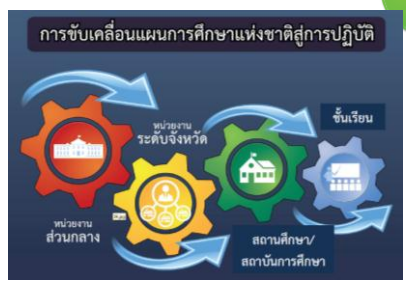 การขับเคลื่อนแผนการศึกษาแห่งชาติสู่การปฏิบัติ
หน่วยงาน
ระดับจังหวัด
ชั้นเรียน
หน่วยงาน
ส่วนกลาง
สถานศึกษา/
สถาบันการศึกษา